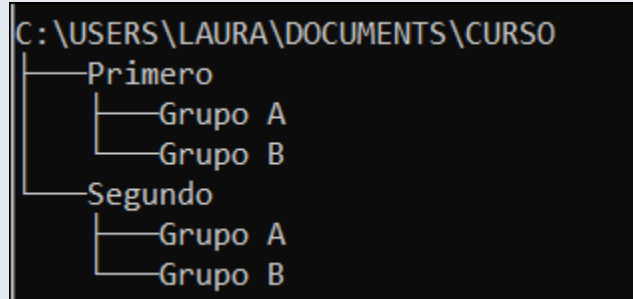 C:\USERS\LAURA\DOCUMENTS\CURSO
Primero
Grupo A
Grupo B
Segundo
Grupo A
Grupo B